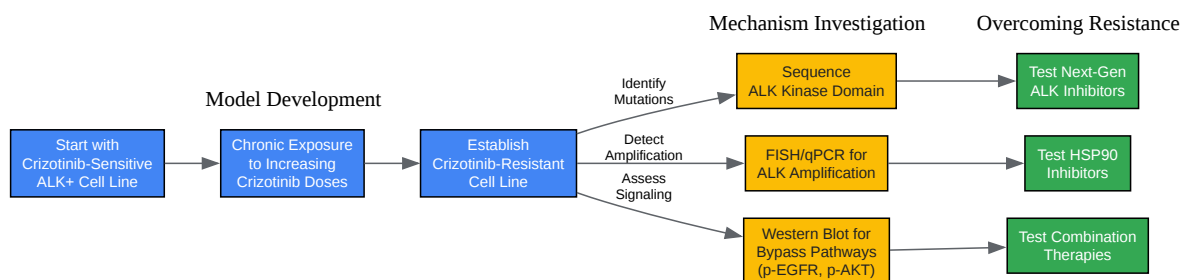 Mechanism Investigation
Overcoming Resistance
Model Development
Start with
Crizotinib-Sensitive
ALK+ Cell Line
Chronic Exposure
to Increasing
Crizotinib Doses
Establish
Crizotinib-Resistant
Cell Line
Identify
Mutations
Detect
Amplification
Assess
Signaling
Sequence
ALK Kinase Domain
FISH/qPCR for
ALK Amplification
Western Blot for
Bypass Pathways
(p-EGFR, p-AKT)
Test Next-Gen
ALK Inhibitors
Test HSP90
Inhibitors
Test Combination
Therapies